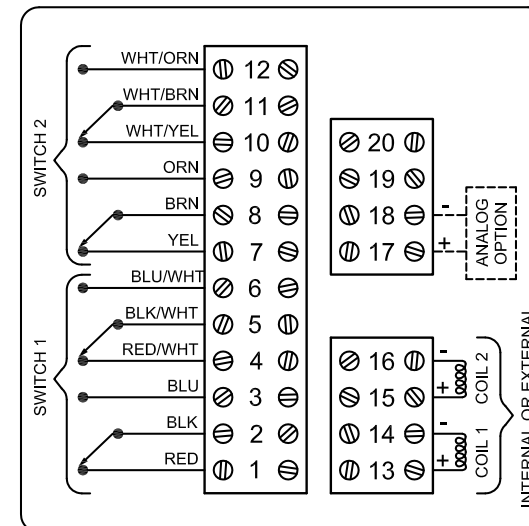 SWITCH 2
WHT/ORN 12
WHT/BRN 11
WHT/YEL 10
ORN 9
BRN 8
YEL 7
SWITCH 1
BLU/WHT 6
BLK/WHT 5
RED/WHT 4
BLU 3
BLK 2
RED 1
20
19
18 -
17 +
ANALOG
OPTION
16 -
15 +
COIL 2
14 -
13 +
COIL 1
INTERNAL OR EXTERNAL